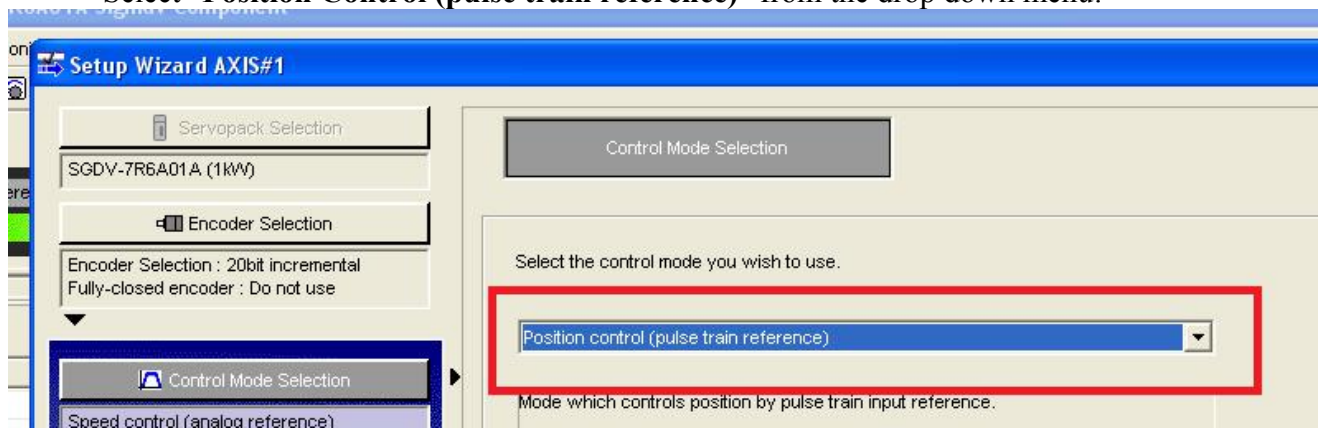 Select "Position Control (pulse train reference)" from the drop down menu.
Setup Wizard AXIS#1
Servopack Selection
SGDV-7R6A01A (1kW)
Encoder Selection
Encoder Selection : 20bit incremental
Fully-closed encoder : Do not use
Control Mode Selection
Speed control (analog reference)
Control Mode Selection
Select the control mode you wish to use.
Position control (pulse train reference)
Mode which controls position by pulse train input reference.